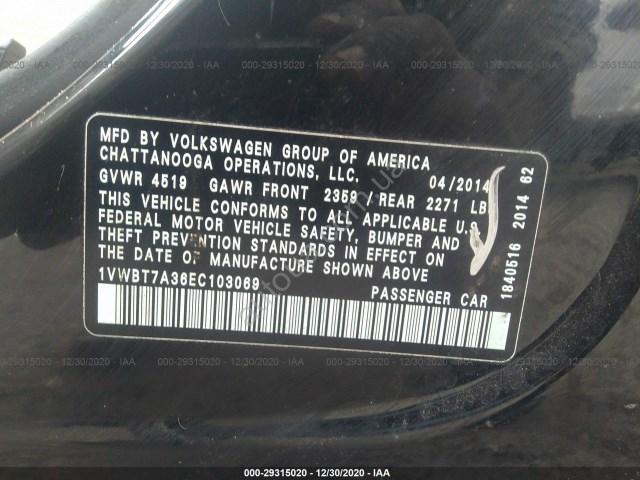 MFD BY VOLKSWAGEN GROUP OF AMERICA
CHATTANOOGA OPERATIONS, LLC. 04/2014
GVWR 4519 GAWR FRONT 2359 REAR 2271 LB
THIS VEHICLE CONFORMS TO ALL APPLICABLE U.S.
FEDERAL MOTOR VEHICLE SAFETY, BUMPER AND
THEFT PREVENTION STANDARDS IN EFFECT ON
THE DATE OF MANUFACTURE SHOWN ABOVE
1VWBT7A36EC103069 PASSENGER CAR
1840516 2014 62
000-29315020 - 12/30/2020 - IAA